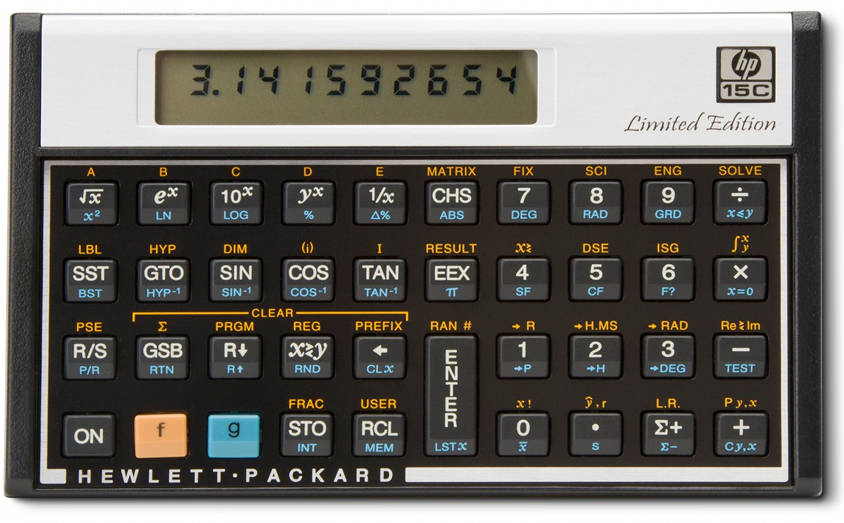 3.141592654
hp
15C
Limited Edition
A B C D E MATRIX FIX SCI ENG SOLVE
√x eˣ 10ˣ yˣ 1/x CHS 7 8 9 ÷
x² LN LOG % Δ% ABS DEG RAD GRD x≤y
LBL HYP DIM (i) I RESULT x≷ DSE ISG ∫xy
SST GTO SIN COS TAN EEX 4 5 6 ×
BST HYP⁻¹ SIN⁻¹ COS⁻¹ TAN⁻¹ π SF CF F? x=0
CLEAR
PSE Σ PRGM REG PREFIX RAN # →R →H.MS →RAD Re≷Im
R/S GSB R↓ x≷y ← ENTER 1 2 3 −
P/R RTN R↑ RND CLx →P →H →DEG TEST
FRAC USER x! ŷ,r L.R. Py,x
ON f g STO RCL 0 • Σ+ +
INT MEM LSTx x̄ s Σ− Cy,x
HEWLETT·PACKARD